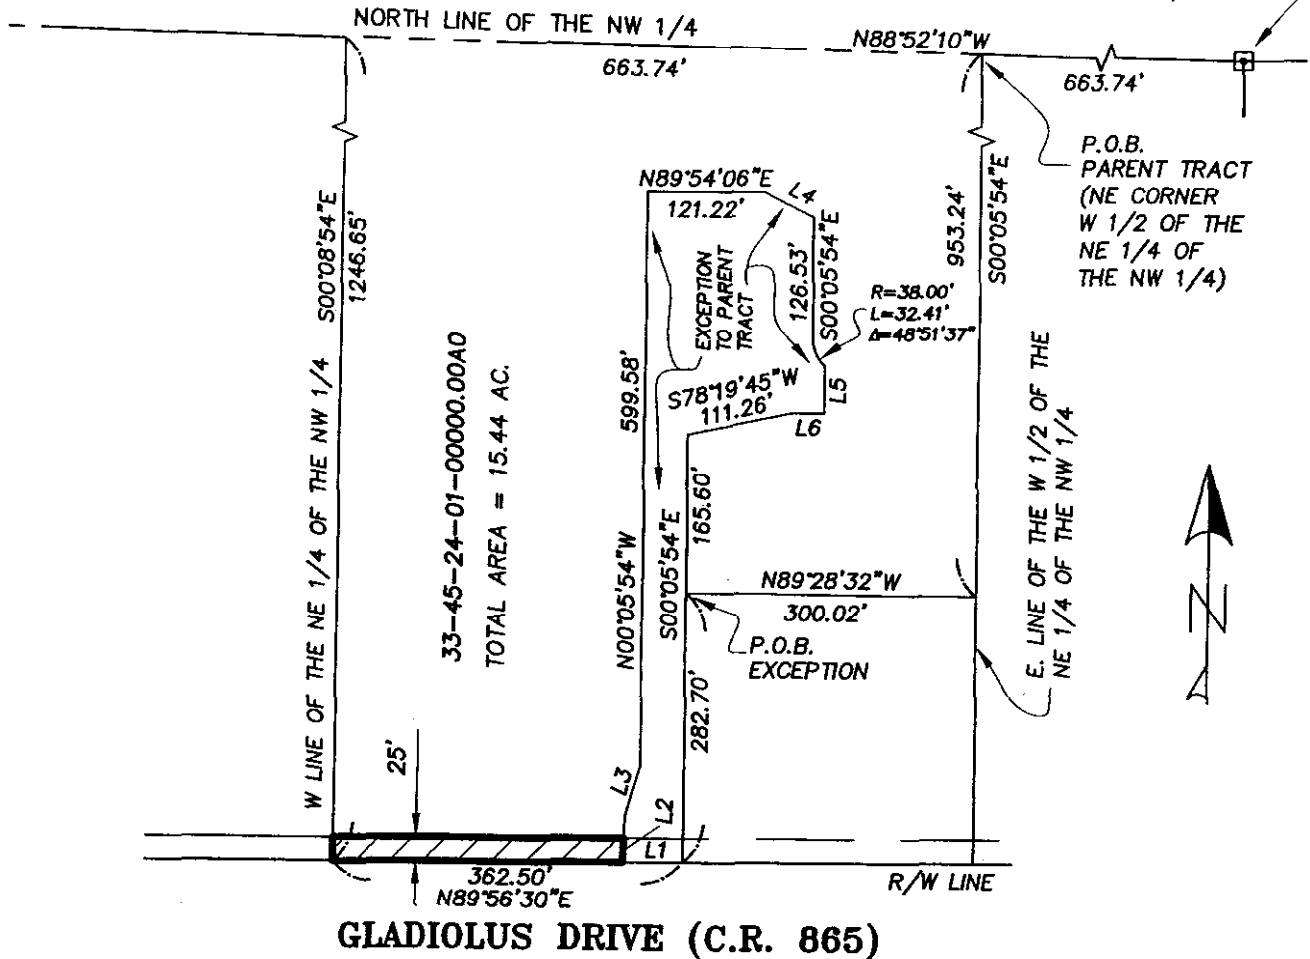 NORTH LINE OF THE NW 1/4
N88°52'10"W
663.74'
663.74'
P.O.B.
PARENT TRACT
(NE CORNER
W 1/2 OF THE
NE 1/4 OF
THE NW 1/4)
N89°54'06"E
121.22'
L4
S00°08'54"E
1246.65'
953.24'
S00°05'54"E
126.53'
S00°05'54"E
R=38.00'
L=32.41'
Δ=48°51'37"
EXCEPTION
TO PARENT
TRACT
S78°19'45"W
111.26'
L5
L6
599.58'
N00°05'54"W
33-45-24-01-00000.00A0
TOTAL AREA = 15.44 AC.
W LINE OF THE NE 1/4 OF THE NW 1/4
165.60'
S00°05'54"E
N89°28'32"W
300.02'
P.O.B.
EXCEPTION
E. LINE OF THE W 1/2 OF THE
NE 1/4 OF THE NW 1/4
N
282.70'
25'
L3
L2
L1
362.50'
N89°56'30"E
R/W LINE
GLADIOLUS DRIVE (C.R. 865)